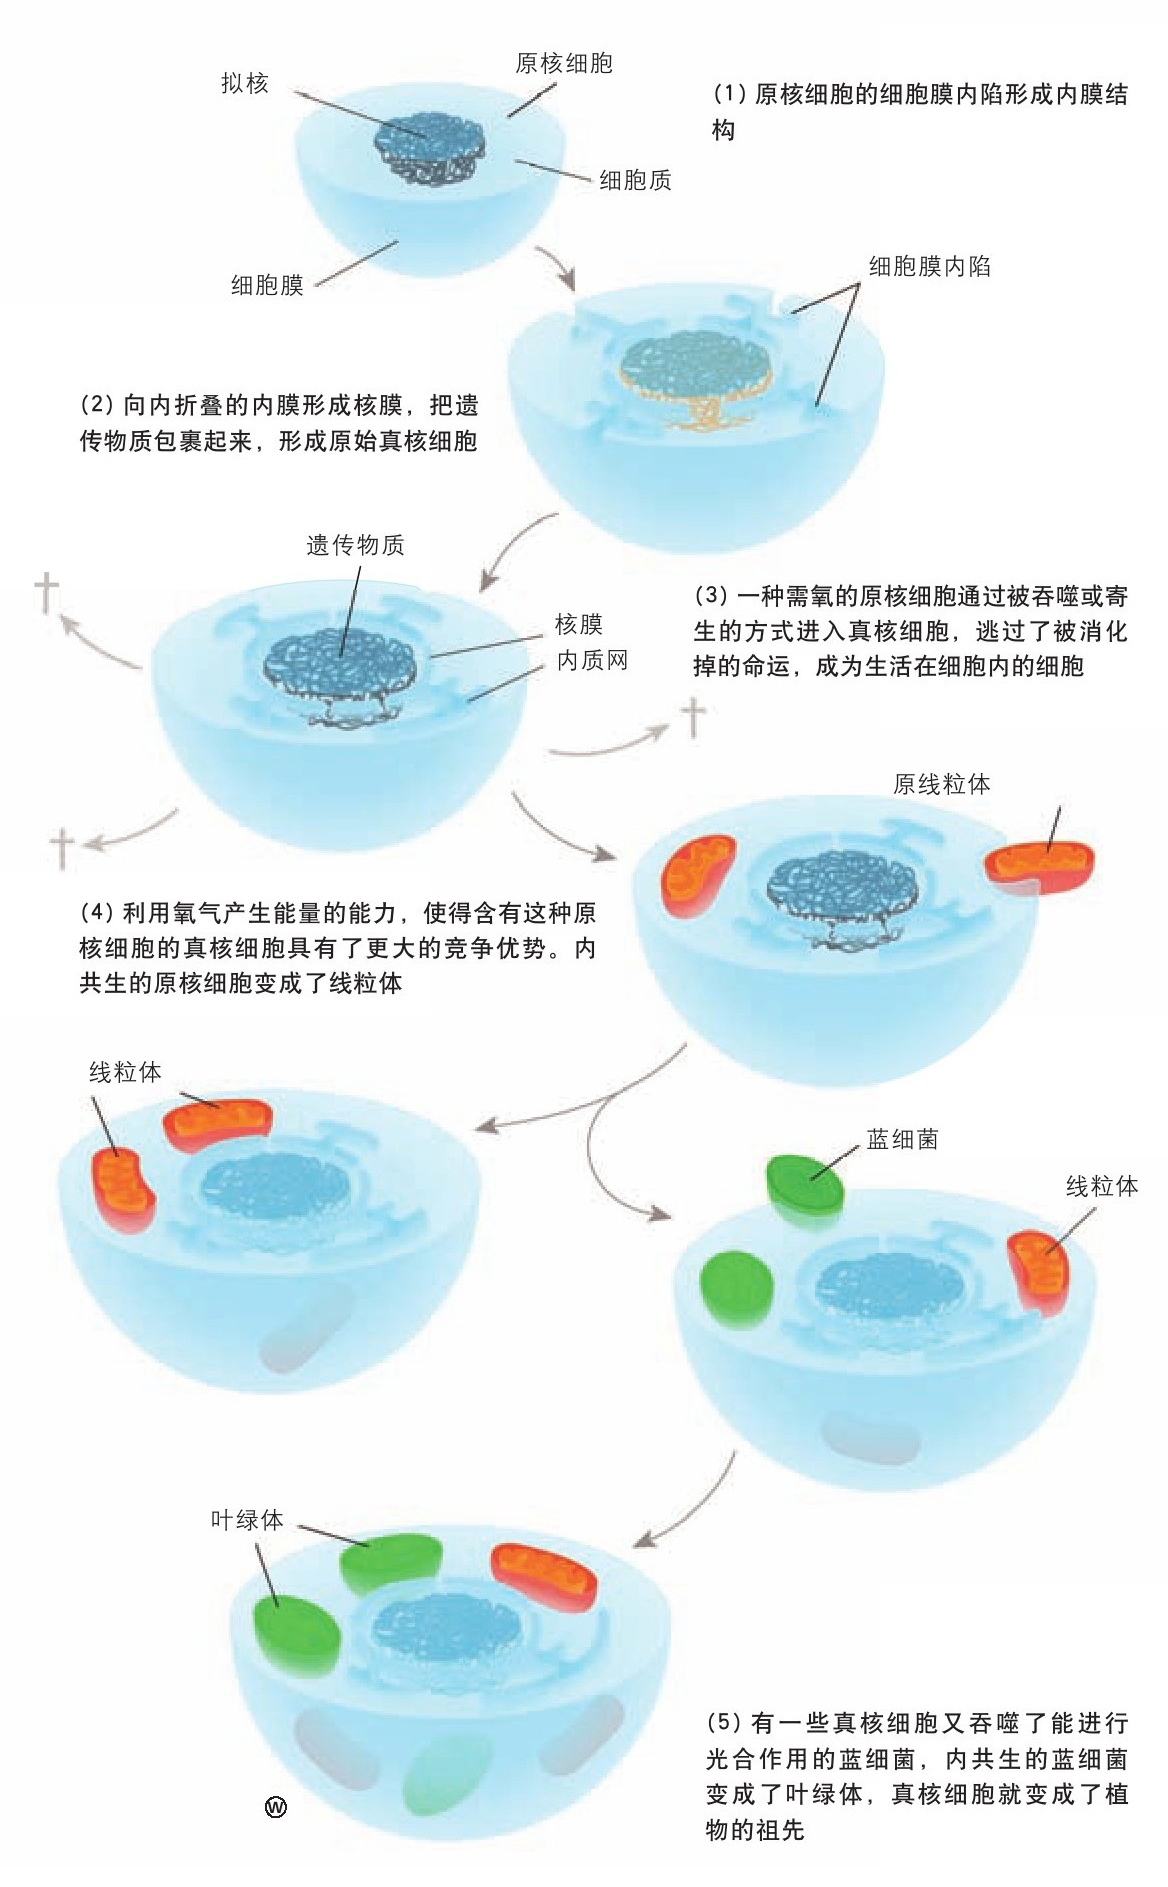 原核细胞
拟核
(1) 原核细胞的细胞膜内陷形成内膜结
构
细胞质
细胞膜
细胞膜内陷
(2) 向内折叠的内膜形成核膜，把遗
传物质包裹起来，形成原始真核细胞
遗传物质
核膜
内质网
(3) 一种需氧的原核细胞通过被吞噬或寄
生的方式进入真核细胞，逃过了被消化
掉的命运，成为生活在细胞内的细胞
原线粒体
(4) 利用氧气产生能量的能力，使得含有这种原
核细胞的真核细胞具有了更大的竞争优势。内
共生的原核细胞变成了线粒体
线粒体
蓝细菌
线粒体
叶绿体
(5) 有一些真核细胞又吞噬了能进行
光合作用的蓝细菌，内共生的蓝细菌
变成了叶绿体，真核细胞就变成了植
物的祖先
Ⓦ